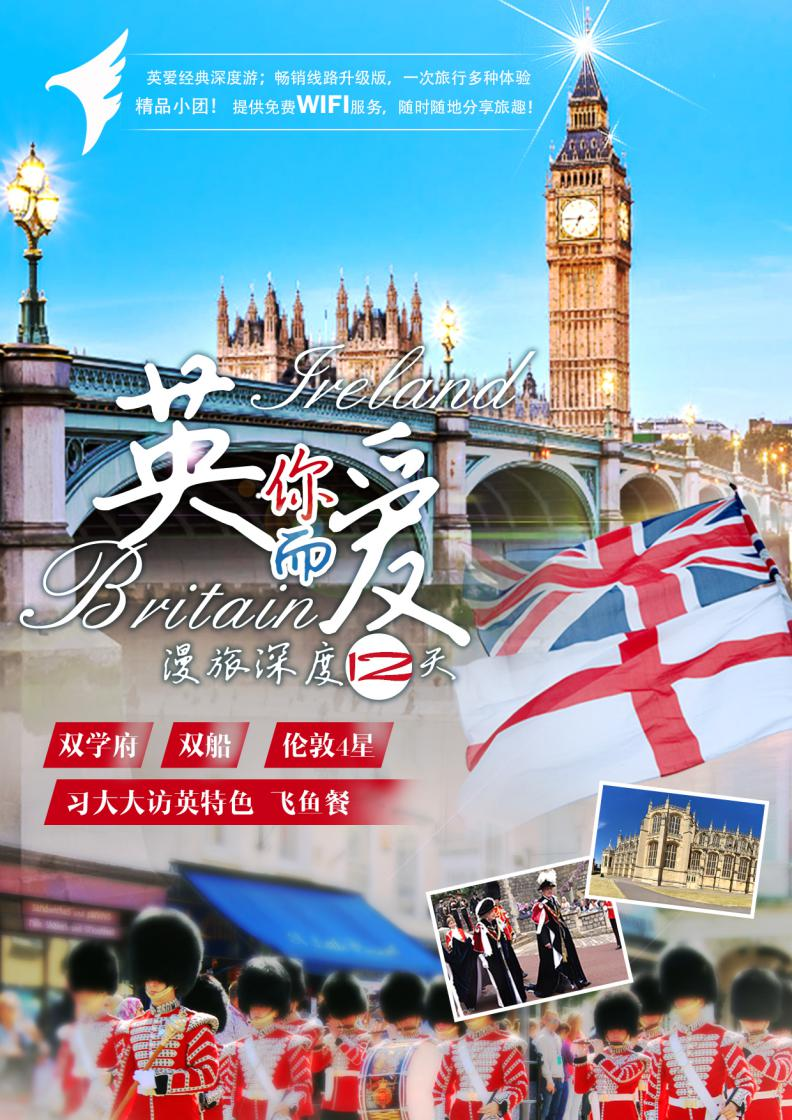 英爱经典深度游；畅销线路升级版，一次旅行多种体验
精品小团！ 提供免费WIFI服务，随时随地分享旅趣！
Ireland
英你而爱
Britain
漫旅深度12天
双学府 双船 伦敦4星
习大大访英特色 飞鱼餐